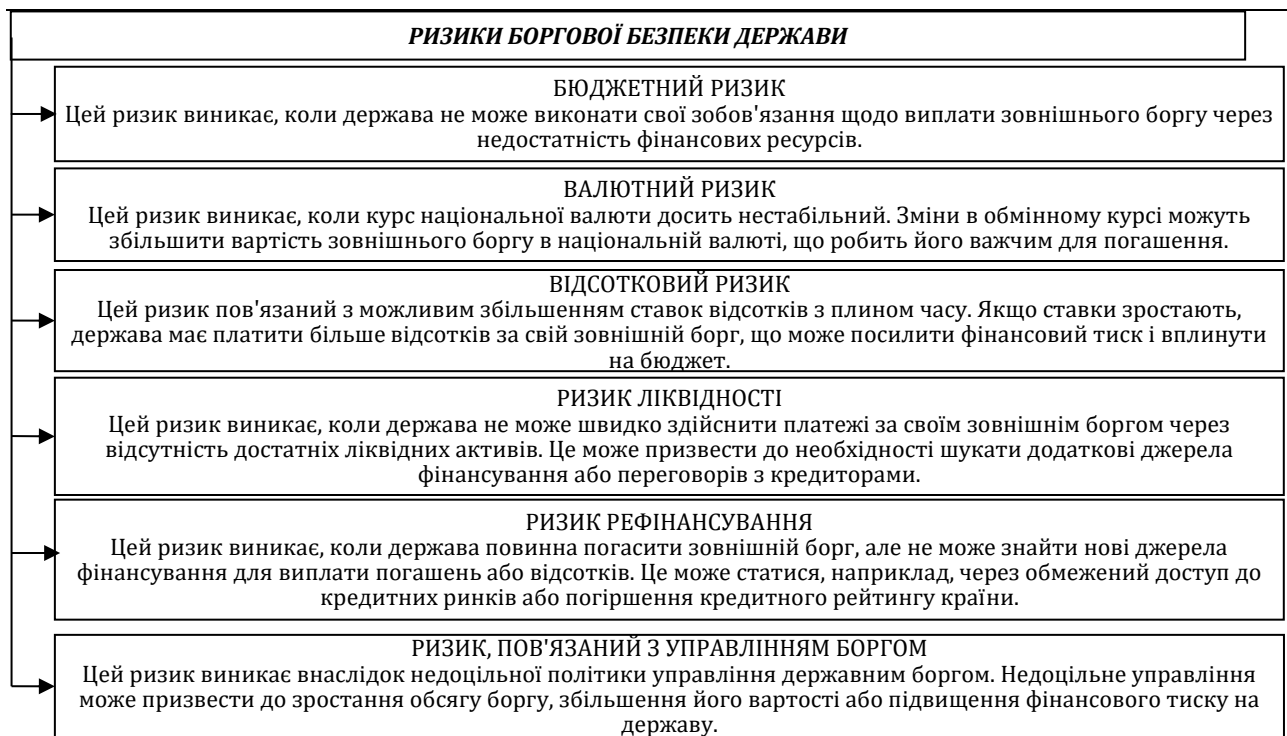 РИЗИКИ БОРГОВОЇ БЕЗПЕКИ ДЕРЖАВИ
БЮДЖЕТНИЙ РИЗИК
Цей ризик виникає, коли держава не може виконати свої зобов'язання щодо виплати зовнішнього боргу через
недостатність фінансових ресурсів.
ВАЛЮТНИЙ РИЗИК
Цей ризик виникає, коли курс національної валюти досить нестабільний. Зміни в обмінному курсі можуть
збільшити вартість зовнішнього боргу в національній валюті, що робить його важчим для погашення.
ВІДСОТКОВИЙ РИЗИК
Цей ризик пов'язаний з можливим збільшенням ставок відсотків з плином часу. Якщо ставки зростають,
держава має платити більше відсотків за свій зовнішній борг, що може посилити фінансовий тиск і вплинути
на бюджет.
РИЗИК ЛІКВІДНОСТІ
Цей ризик виникає, коли держава не може швидко здійснити платежі за своїм зовнішнім боргом через
відсутність достатніх ліквідних активів. Це може призвести до необхідності шукати додаткові джерела
фінансування або переговорів з кредиторами.
РИЗИК РЕФІНАНСУВАННЯ
Цей ризик виникає, коли держава повинна погасити зовнішній борг, але не може знайти нові джерела
фінансування для виплати погашень або відсотків. Це може статися, наприклад, через обмежений доступ до
кредитних ринків або погіршення кредитного рейтингу країни.
РИЗИК, ПОВ'ЯЗАНИЙ З УПРАВЛІННЯМ БОРГОМ
Цей ризик виникає внаслідок недоцільної політики управління державним боргом. Недоцільне управління
може призвести до зростання обсягу боргу, збільшення його вартості або підвищення фінансового тиску на
державу.